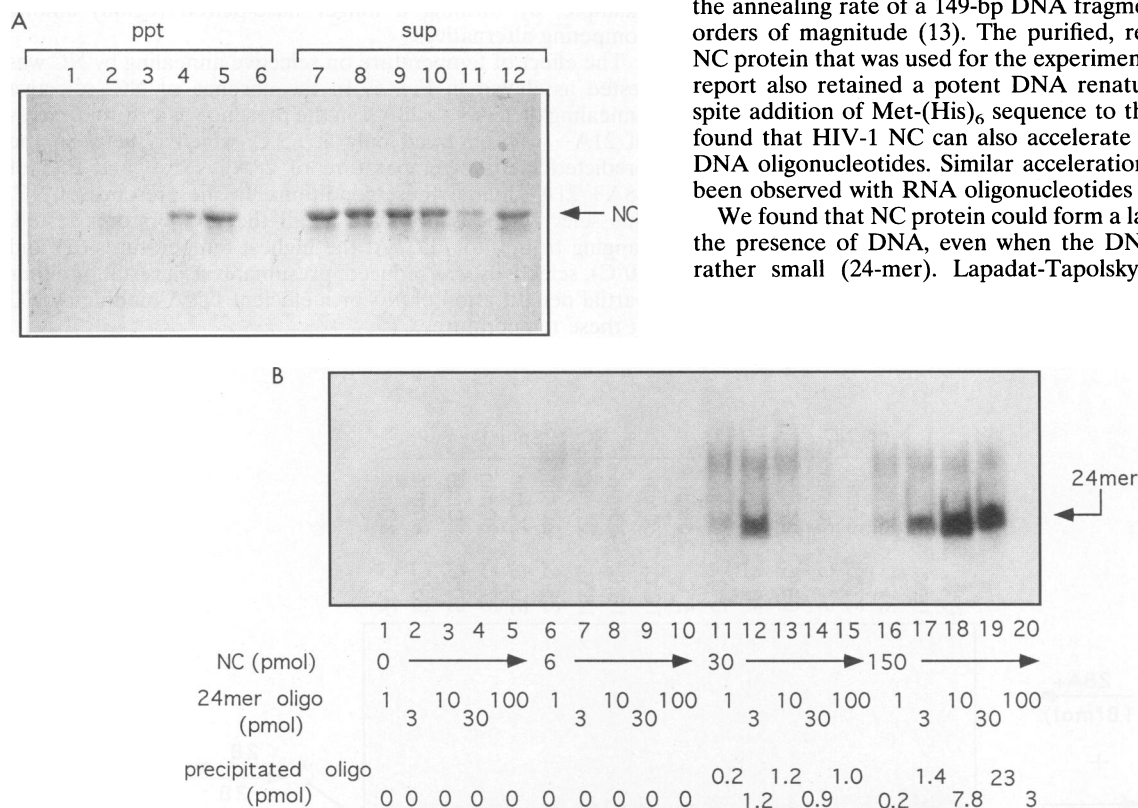 A
ppt
sup
1 2 3 4 5 6 7 8 9 10 11 12
NC
the annealing rate of a 149-bp DNA fragme
orders of magnitude (13). The purified, re
NC protein that was used for the experimen
report also retained a potent DNA renatu
spite addition of Met-(His)6 sequence to th
found that HIV-1 NC can also accelerate
DNA oligonucleotides. Similar acceleration
been observed with RNA oligonucleotides
We found that NC protein could form a la
the presence of DNA, even when the DN
rather small (24-mer). Lapadat-Tapolsky
B
24mer
1 2 3 4 5 6 7 8 9 10 11 12 13 14 15 16 17 18 19 20
NC (pmol) 0 6 30 150
24mer oligo 1 10 100 1 10 100 1 10 100 1 10 100
(pmol) 3 30 3 30 3 30 3 30
precipitated oligo 0.2 1.2 1.0 1.4 23
(pmol) 0 0 0 0 0 0 0 0 0 0 1.2 0.9 0.2 7.8 3